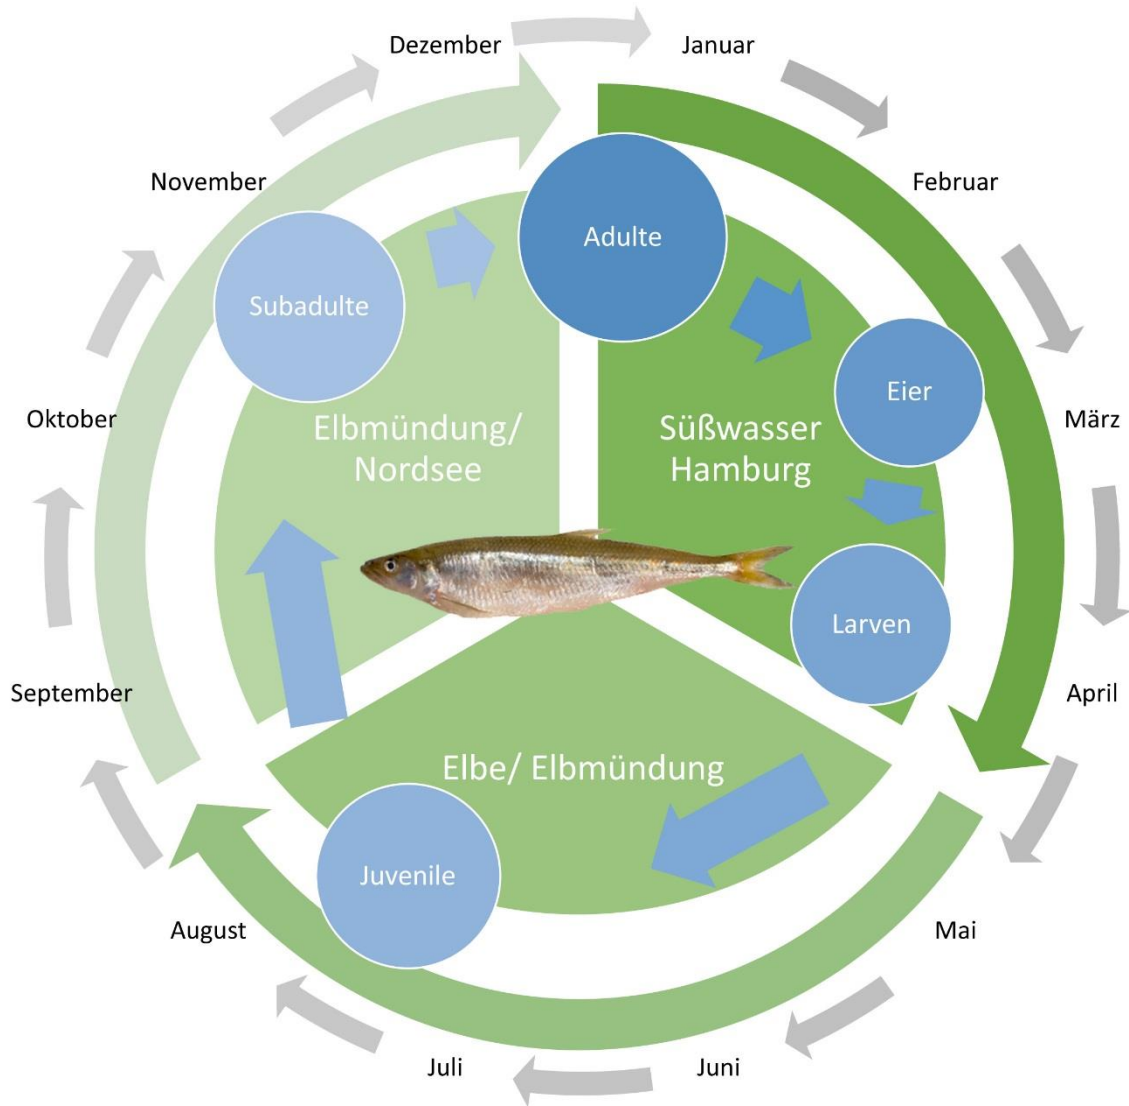 Dezember
Januar
Februar
März
April
Mai
Juni
Juli
August
September
Oktober
November
Adulte
Eier
Larven
Juvenile
Subadulte
Süßwasser
Hamburg
Elbe/ Elbmündung
Elbmündung/
Nordsee